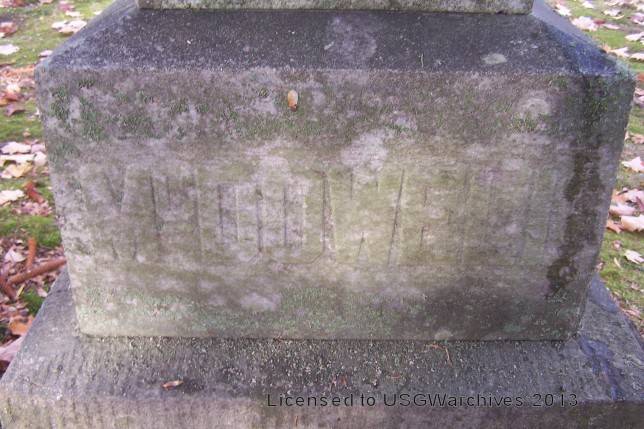 McDOWELL
Licensed to USGWarchives 2013